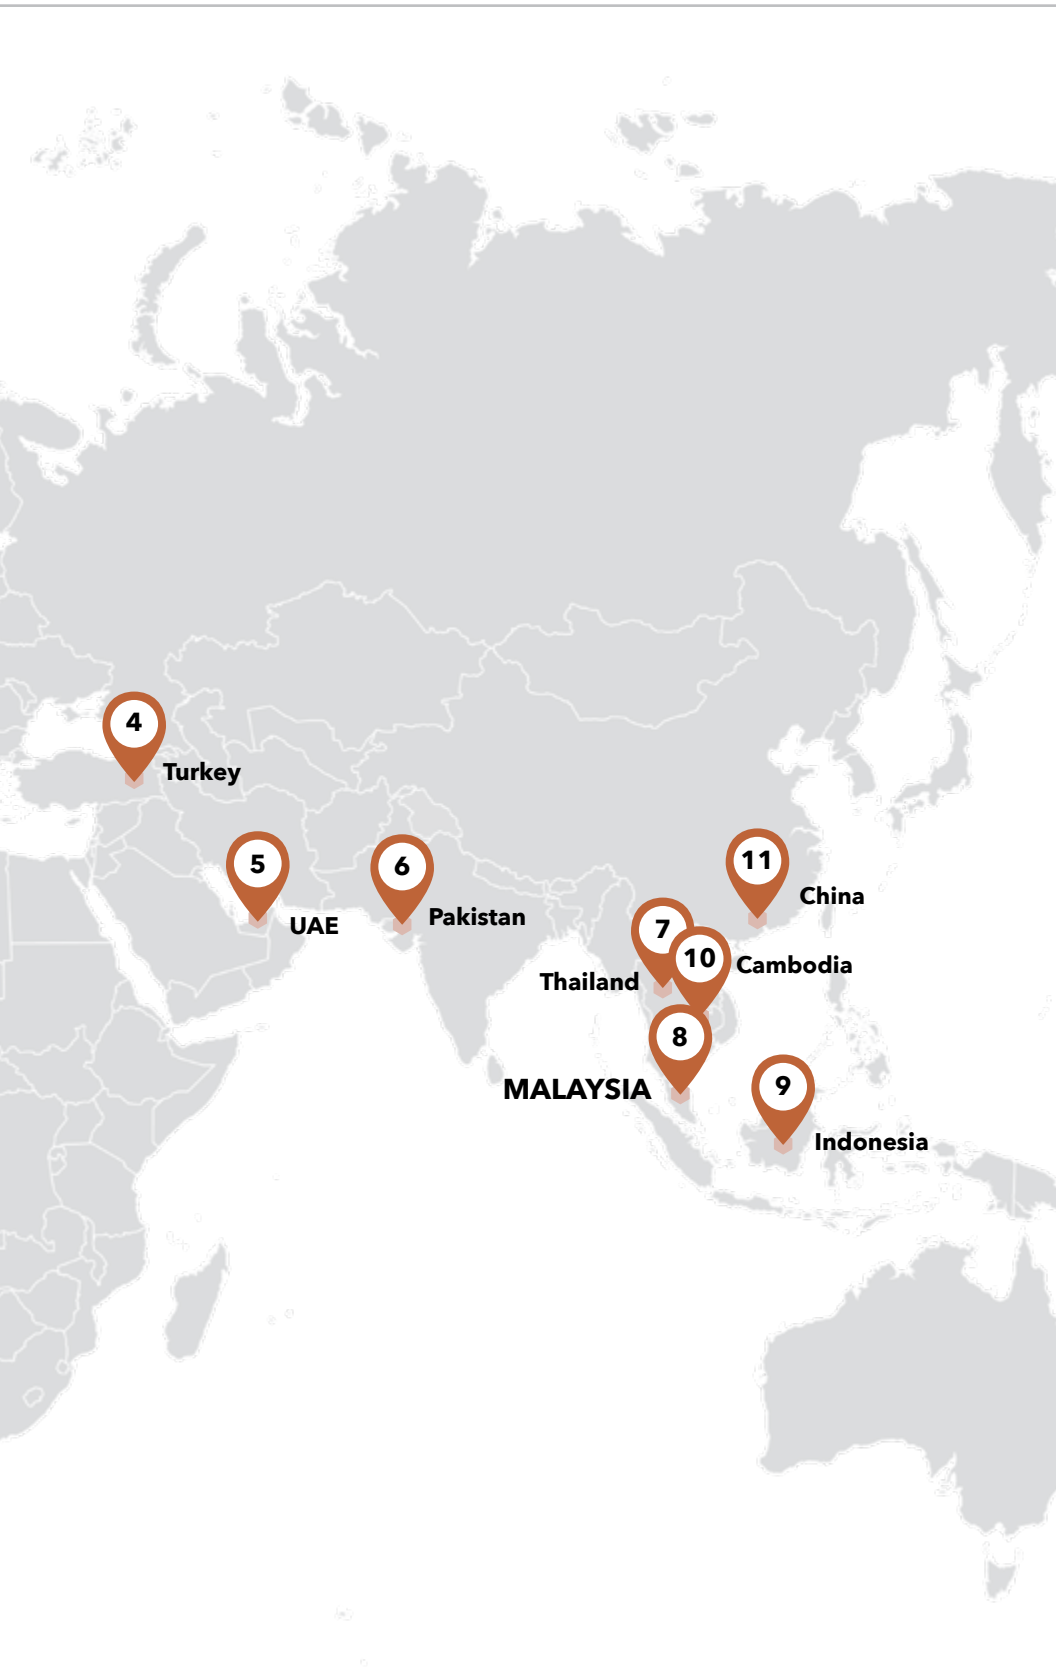 4
Turkey
5
UAE
6
Pakistan
11
China
7
Thailand
10
Cambodia
8
MALAYSIA
9
Indonesia